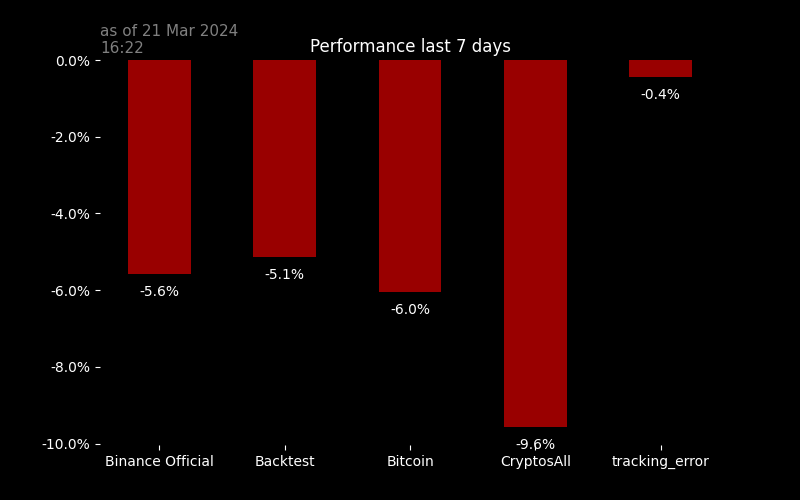 as of 21 Mar 2024
16:22
Performance last 7 days
0.0%
-2.0%
-4.0%
-6.0%
-8.0%
-10.0%
-5.6%
-5.1%
-6.0%
-9.6%
-0.4%
Binance Official
Backtest
Bitcoin
CryptosAll
tracking_error